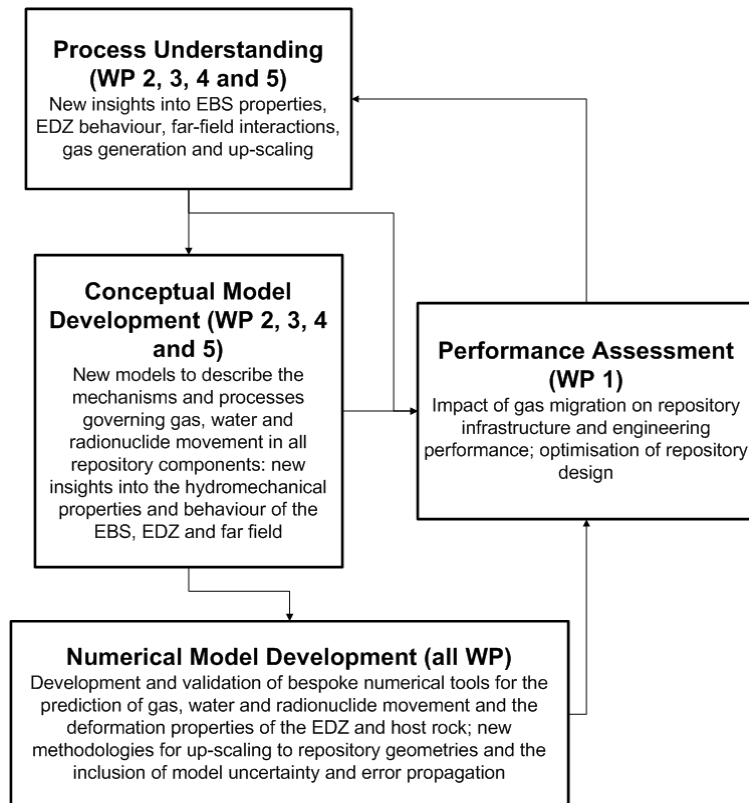 Process Understanding
(WP 2, 3, 4 and 5)
New insights into EBS properties,
EDZ behaviour, far-field interactions,
gas generation and up-scaling
Conceptual Model
Development (WP 2, 3, 4
and 5)
New models to describe the
mechanisms and processes
governing gas, water and
radionuclide movement in all
repository components: new
insights into the hydromechanical
properties and behaviour of the
EBS, EDZ and far field
Performance Assessment
(WP 1)
Impact of gas migration on repository
infrastructure and engineering
performance; optimisation of repository
design
Numerical Model Development (all WP)
Development and validation of bespoke numerical tools for the
prediction of gas, water and radionuclide movement and the
deformation properties of the EDZ and host rock; new
methodologies for up-scaling to repository geometries and the
inclusion of model uncertainty and error propagation